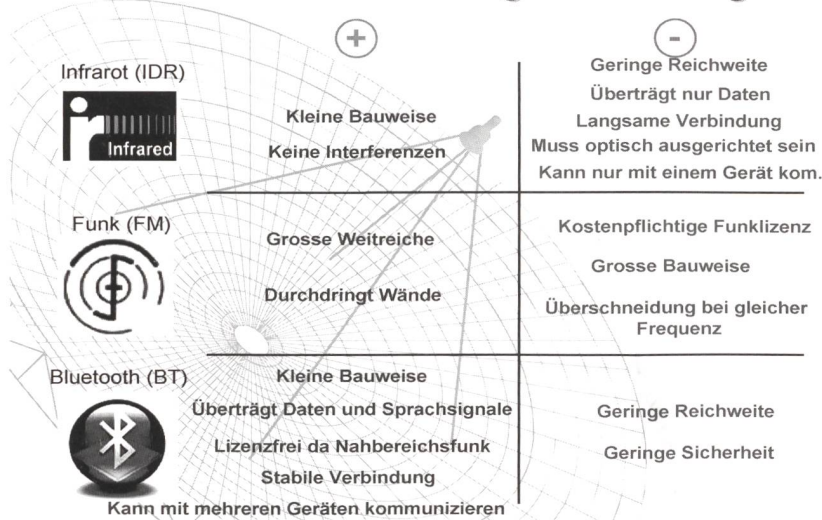 +
-
Infrarot (IDR)
ir
Infrared
Kleine Bauweise
Keine Interferenzen
Geringe Reichweite
Überträgt nur Daten
Langsame Verbindung
Muss optisch ausgerichtet sein
Kann nur mit einem Gerät kom.
Funk (FM)
Grosse Weitreiche
Durchdringt Wände
Kostenpflichtige Funklizenz
Grosse Bauweise
Überschneidung bei gleicher
Frequenz
Bluetooth (BT)
Kleine Bauweise
Überträgt Daten und Sprachsignale
Lizenzfrei da Nahbereichsfunk
Stabile Verbindung
Kann mit mehreren Geräten kommunizieren
Geringe Reichweite
Geringe Sicherheit